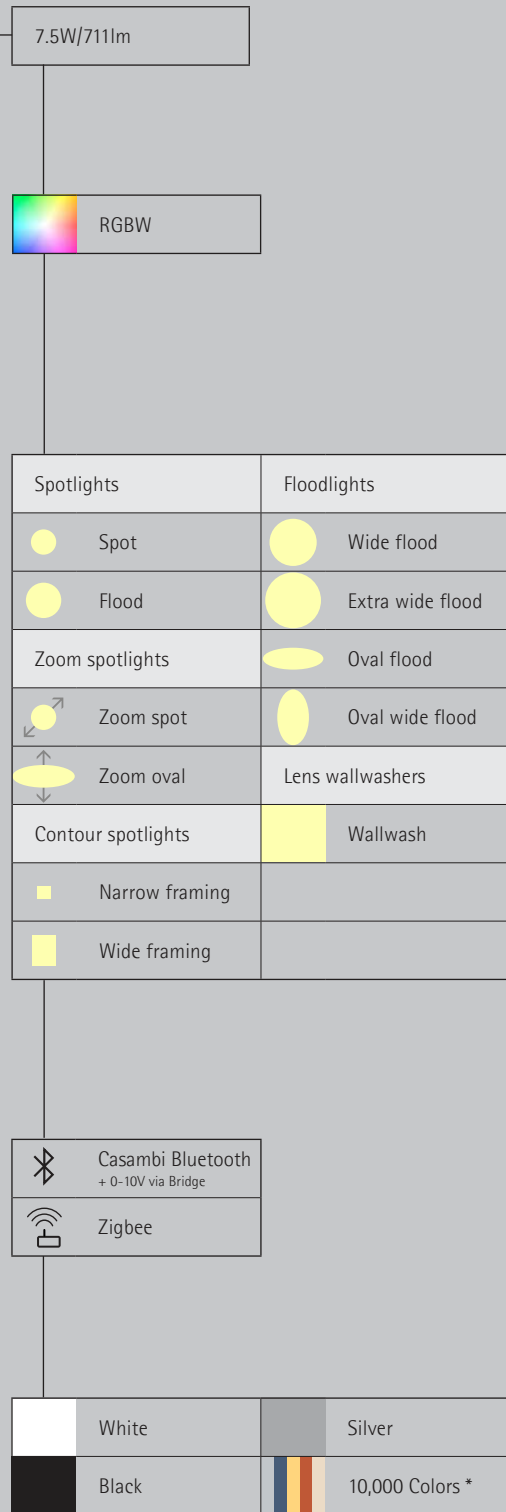 7.5W/711lm
RGBW
Spotlights
Floodlights
Spot
Wide flood
Flood
Extra wide flood
Zoom spotlights
Oval flood
Zoom spot
Oval wide flood
Zoom oval
Lens wallwashers
Contour spotlights
Wallwash
Narrow framing
Wide framing
Casambi Bluetooth
+ 0-10V via Bridge
Zigbee
White
Silver
Black
10,000 Colors *